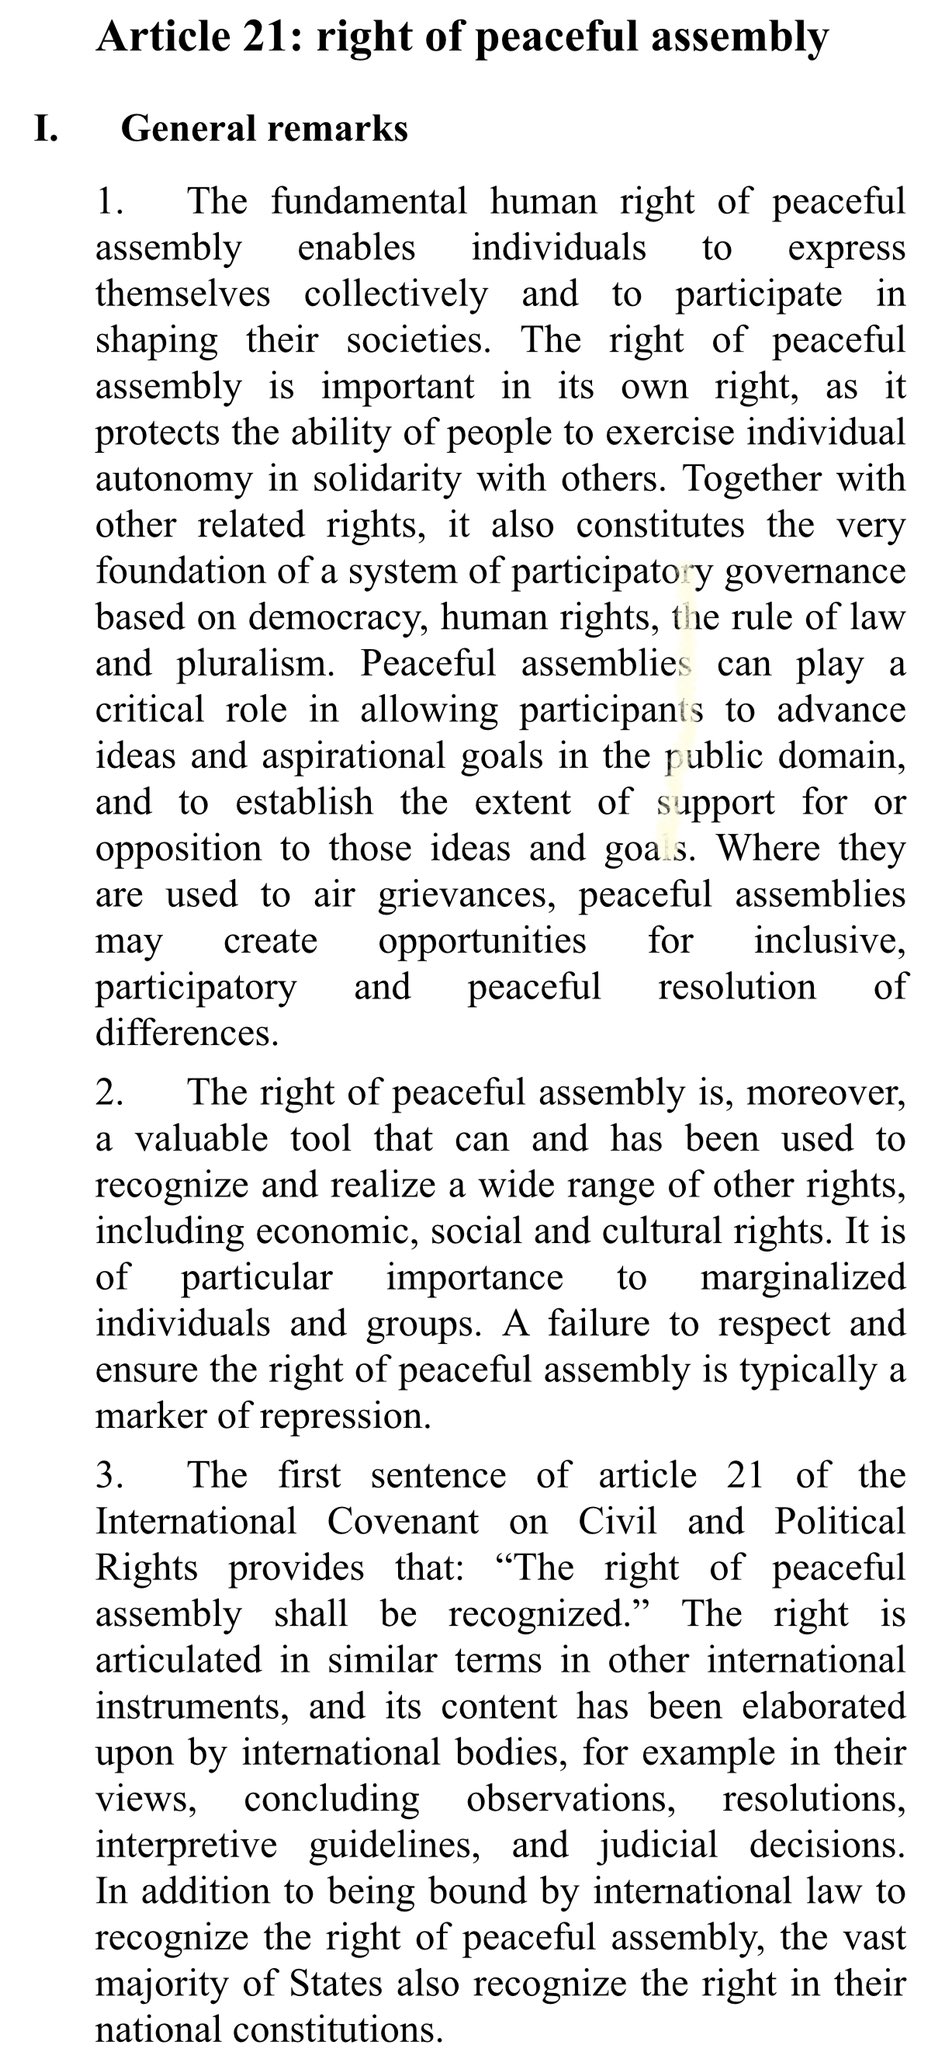 Article 21: right of peaceful assembly
I. General remarks
1. The fundamental human right of peaceful
assembly enables individuals to express
themselves collectively and to participate in
shaping their societies. The right of peaceful
assembly is important in its own right, as it
protects the ability of people to exercise individual
autonomy in solidarity with others. Together with
other related rights, it also constitutes the very
foundation of a system of participatory governance
based on democracy, human rights, the rule of law
and pluralism. Peaceful assemblies can play a
critical role in allowing participants to advance
ideas and aspirational goals in the public domain,
and to establish the extent of support for or
opposition to those ideas and goals. Where they
are used to air grievances, peaceful assemblies
may create opportunities for inclusive,
participatory and peaceful resolution of
differences.
2. The right of peaceful assembly is, moreover,
a valuable tool that can and has been used to
recognize and realize a wide range of other rights,
including economic, social and cultural rights. It is
of particular importance to marginalized
individuals and groups. A failure to respect and
ensure the right of peaceful assembly is typically a
marker of repression.
3. The first sentence of article 21 of the
International Covenant on Civil and Political
Rights provides that: “The right of peaceful
assembly shall be recognized.” The right is
articulated in similar terms in other international
instruments, and its content has been elaborated
upon by international bodies, for example in their
views, concluding observations, resolutions,
interpretive guidelines, and judicial decisions.
In addition to being bound by international law to
recognize the right of peaceful assembly, the vast
majority of States also recognize the right in their
national constitutions.